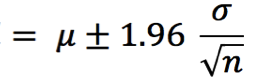 = μ ± 1.96 σ/√n